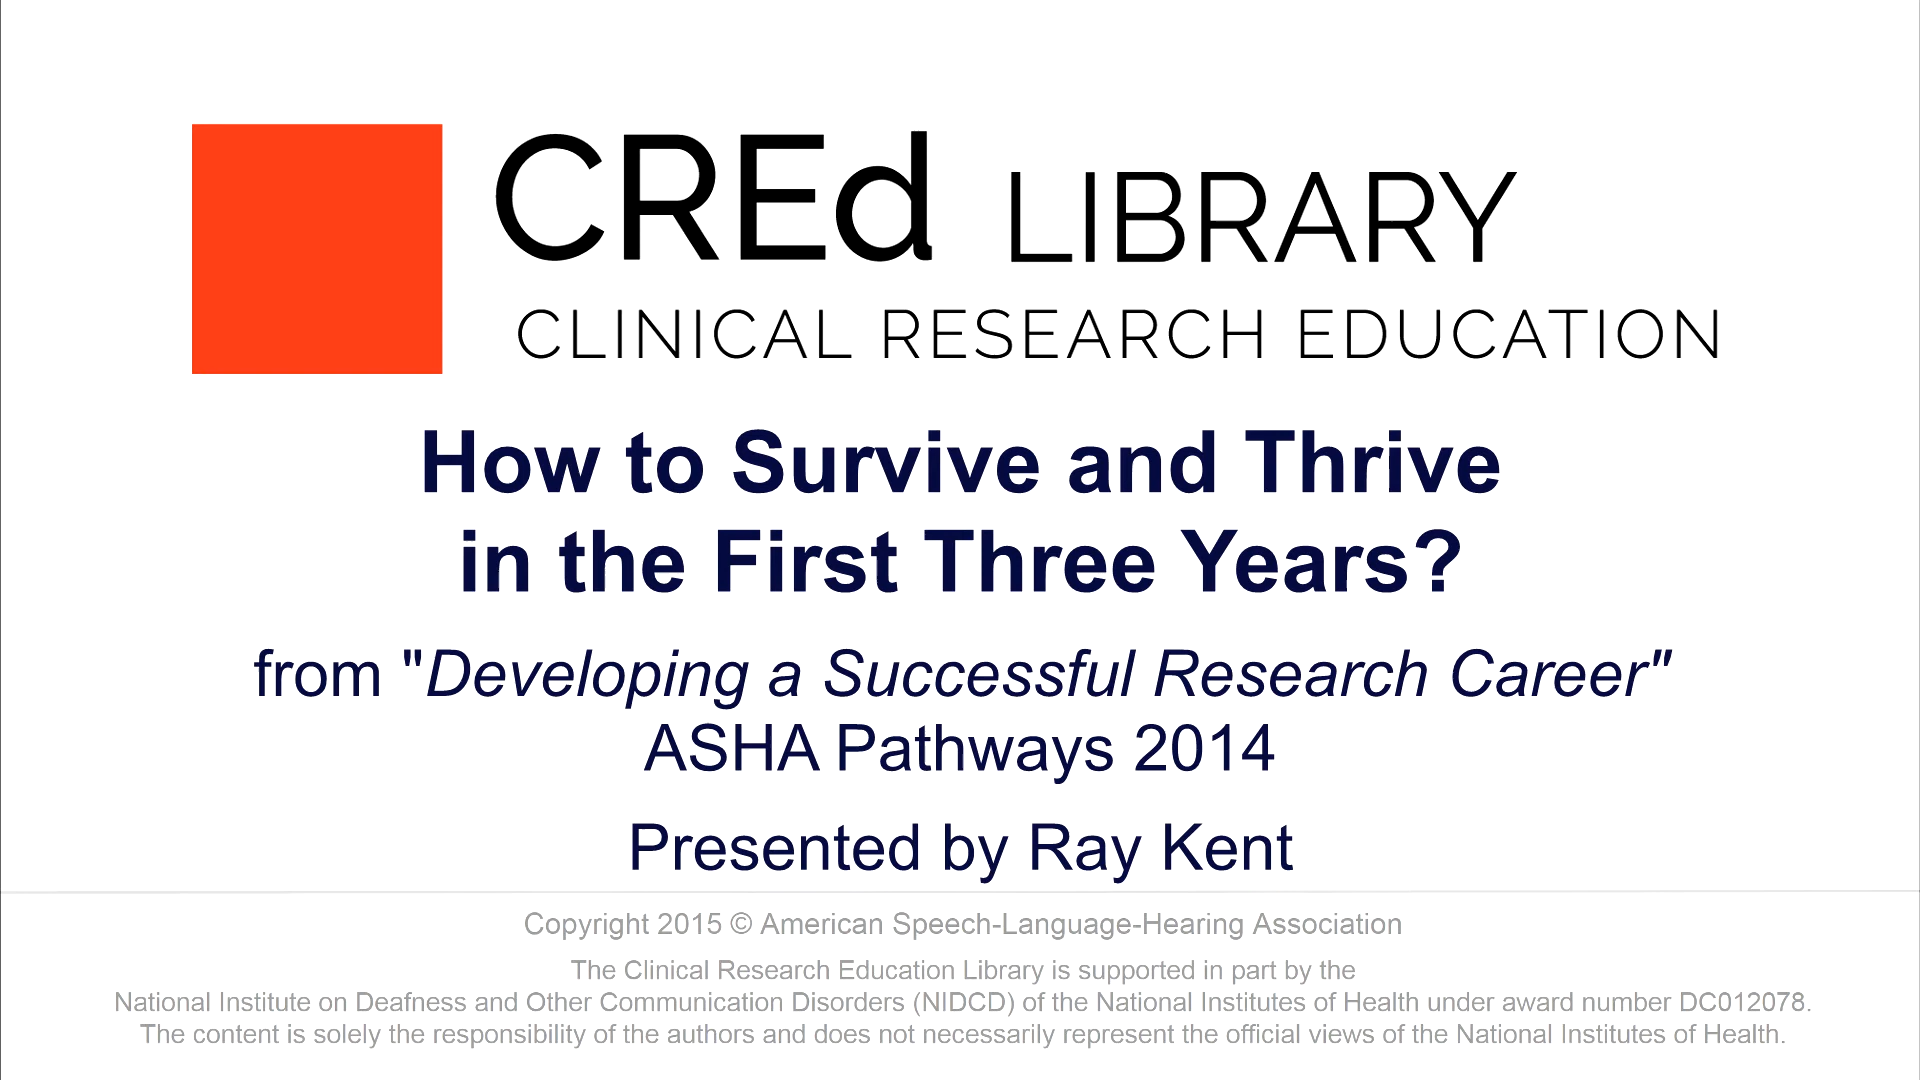 CREd LIBRARY
CLINICAL RESEARCH EDUCATION
How to Survive and Thrive
in the First Three Years?
from "Developing a Successful Research Career"
ASHA Pathways 2014
Presented by Ray Kent
Copyright 2015 © American Speech-Language-Hearing Association
The Clinical Research Education Library is supported in part by the
National Institute on Deafness and Other Communication Disorders (NIDCD) of the National Institutes of Health under award number DC012078.
The content is solely the responsibility of the authors and does not necessarily represent the official views of the National Institutes of Health.